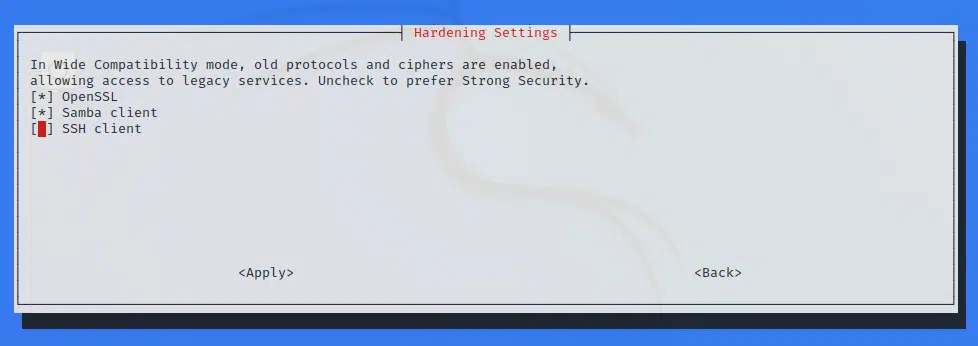 Hardening Settings
In Wide Compatibility mode, old protocols and ciphers are enabled,
allowing access to legacy services. Uncheck to prefer Strong Security.
[*] OpenSSL
[*] Samba client
[ ] SSH client
<Apply> <Back>